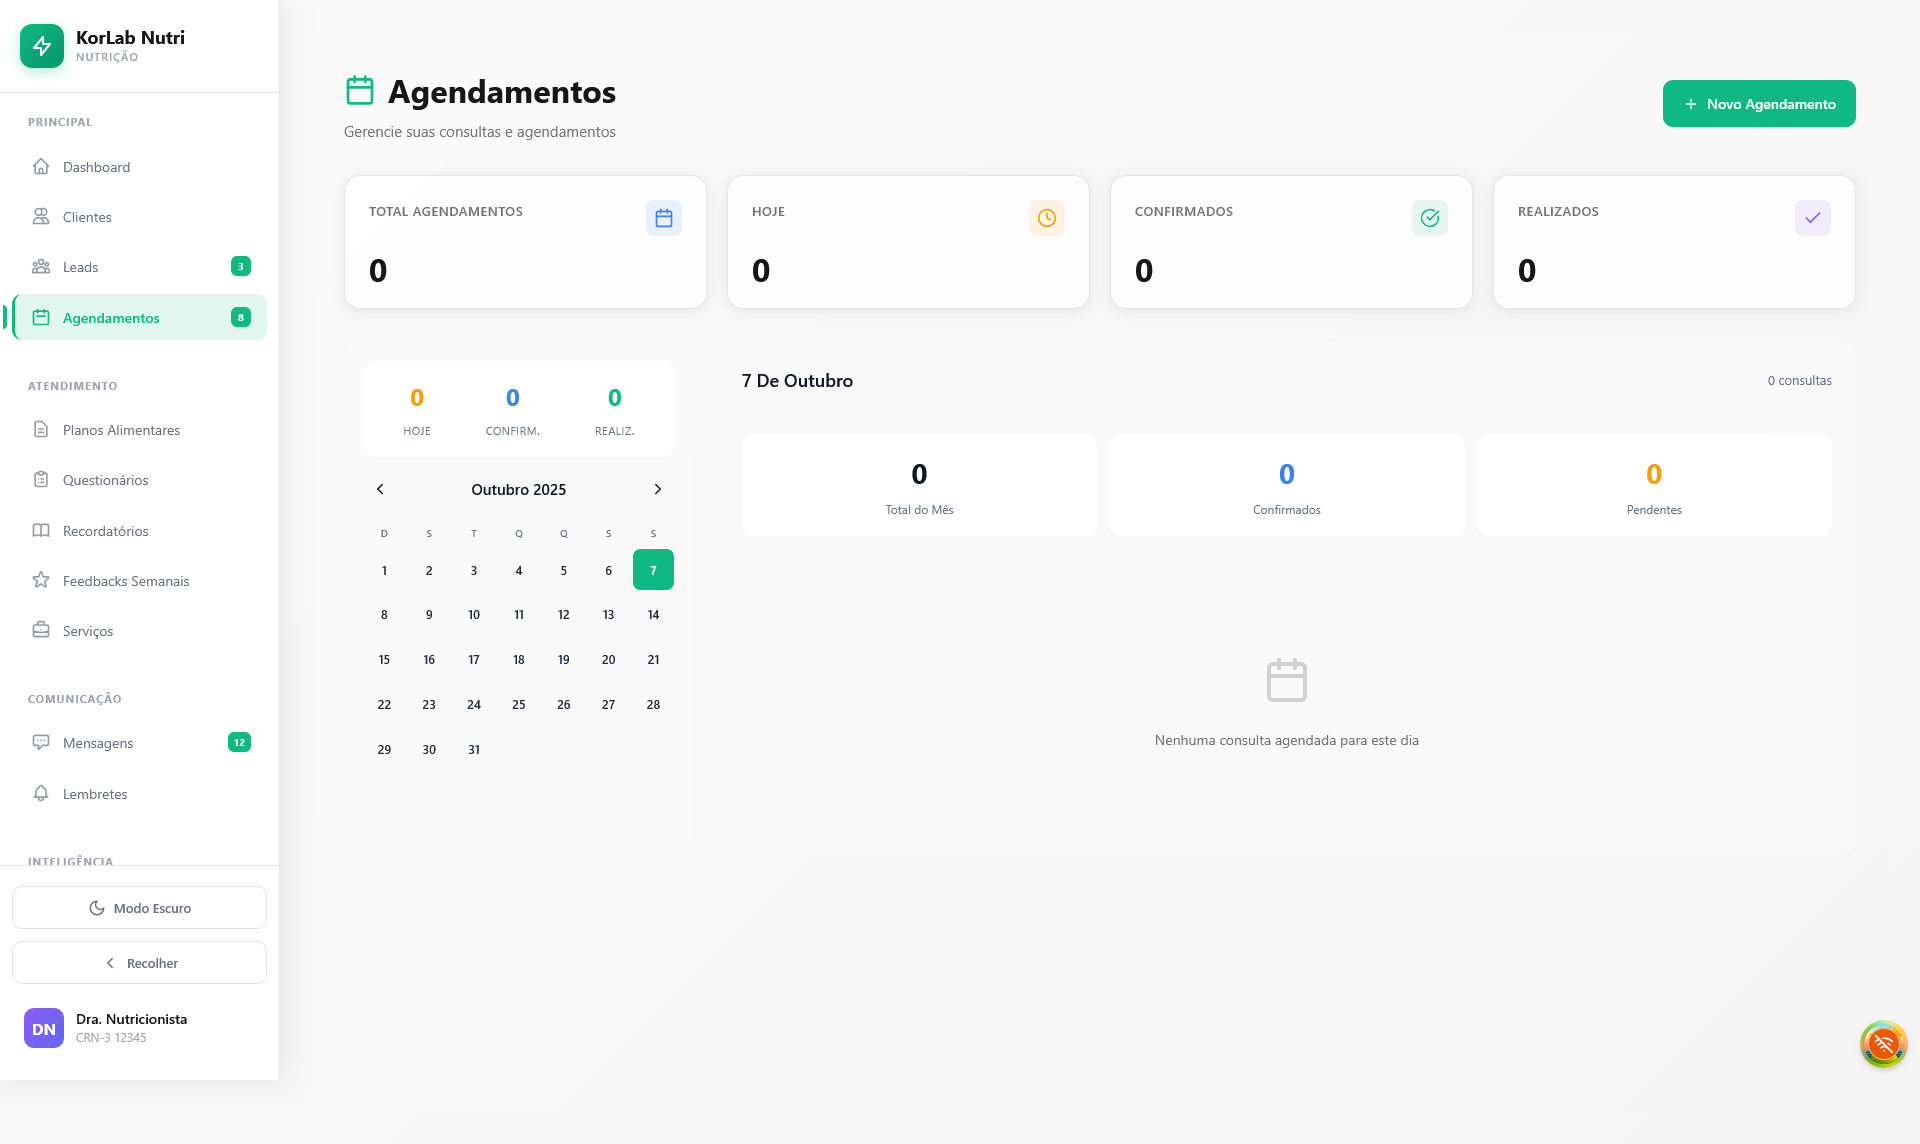 KorLab Nutri
NUTRIÇÃO
PRINCIPAL
Dashboard
Clientes
Leads 3
Agendamentos 8
ATENDIMENTO
Planos Alimentares
Questionários
Recordatórios
Feedbacks Semanais
Serviços
COMUNICAÇÃO
Mensagens 12
Lembretes
INTELIGÊNCIA
Modo Escuro
Recolher
DN
Dra. Nutricionista
CRN-3 12345
Agendamentos
Gerencie suas consultas e agendamentos
Novo Agendamento
TOTAL AGENDAMENTOS
0
HOJE
0
CONFIRMADOS
0
REALIZADOS
0
0 0 0
HOJE CONFIRM. REALIZ.
Outubro 2025
D S T Q Q S S
1 2 3 4 5 6 7
8 9 10 11 12 13 14
15 16 17 18 19 20 21
22 23 24 25 26 27 28
29 30 31
7 De Outubro
0 consultas
0
Total do Mês
0
Confirmados
0
Pendentes
Nenhuma consulta agendada para este dia